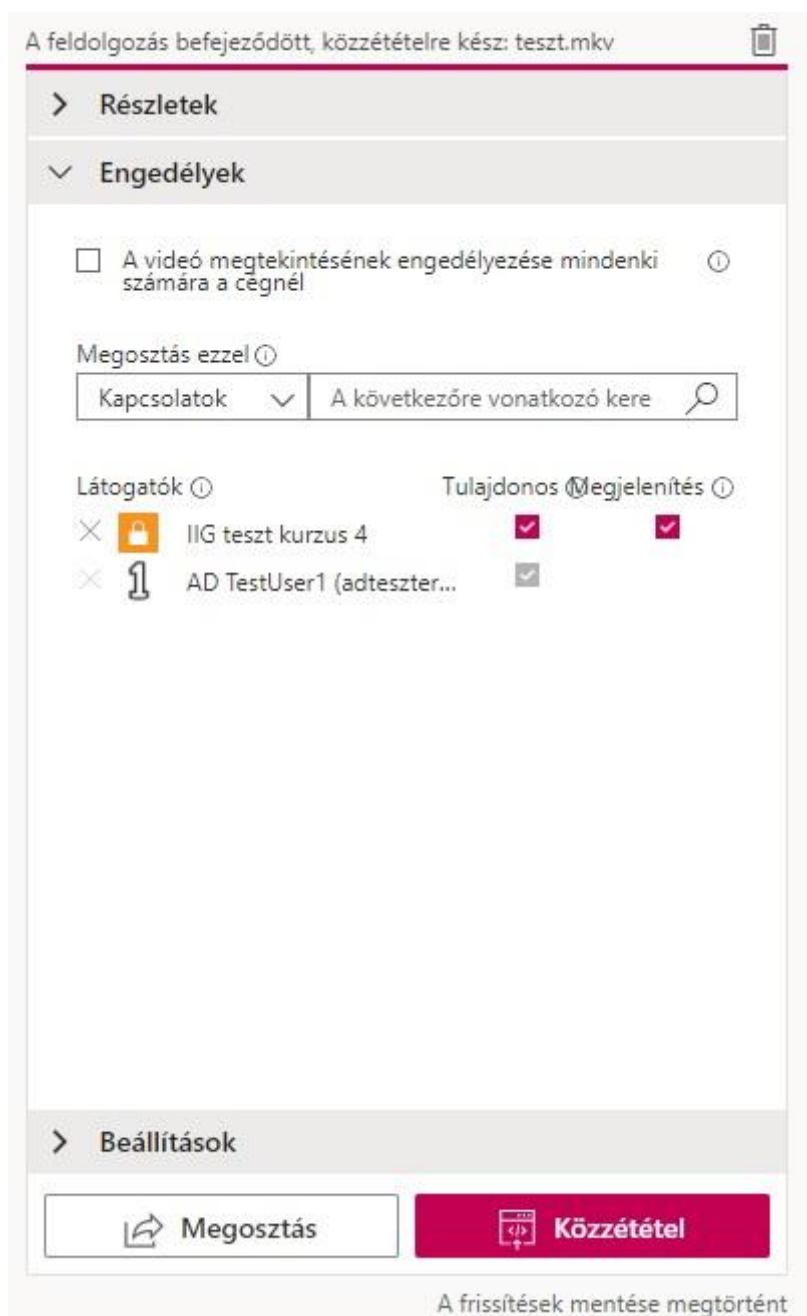 A feldolgozás befejeződött, közzétételre kész: teszt.mkv
Részletek
Engedélyek
A videó megtekintésének engedélyezése mindenki
számára a cégnél
Megosztás ezzel
Kapcsolatok A következőre vonatkozó kere
Látogatók Tulajdonos Megjelenítés
IIG teszt kurzus 4
1 AD TestUser1 (adteszter...
Beállítások
Megosztás Közzététel
A frissítések mentése megtörtént